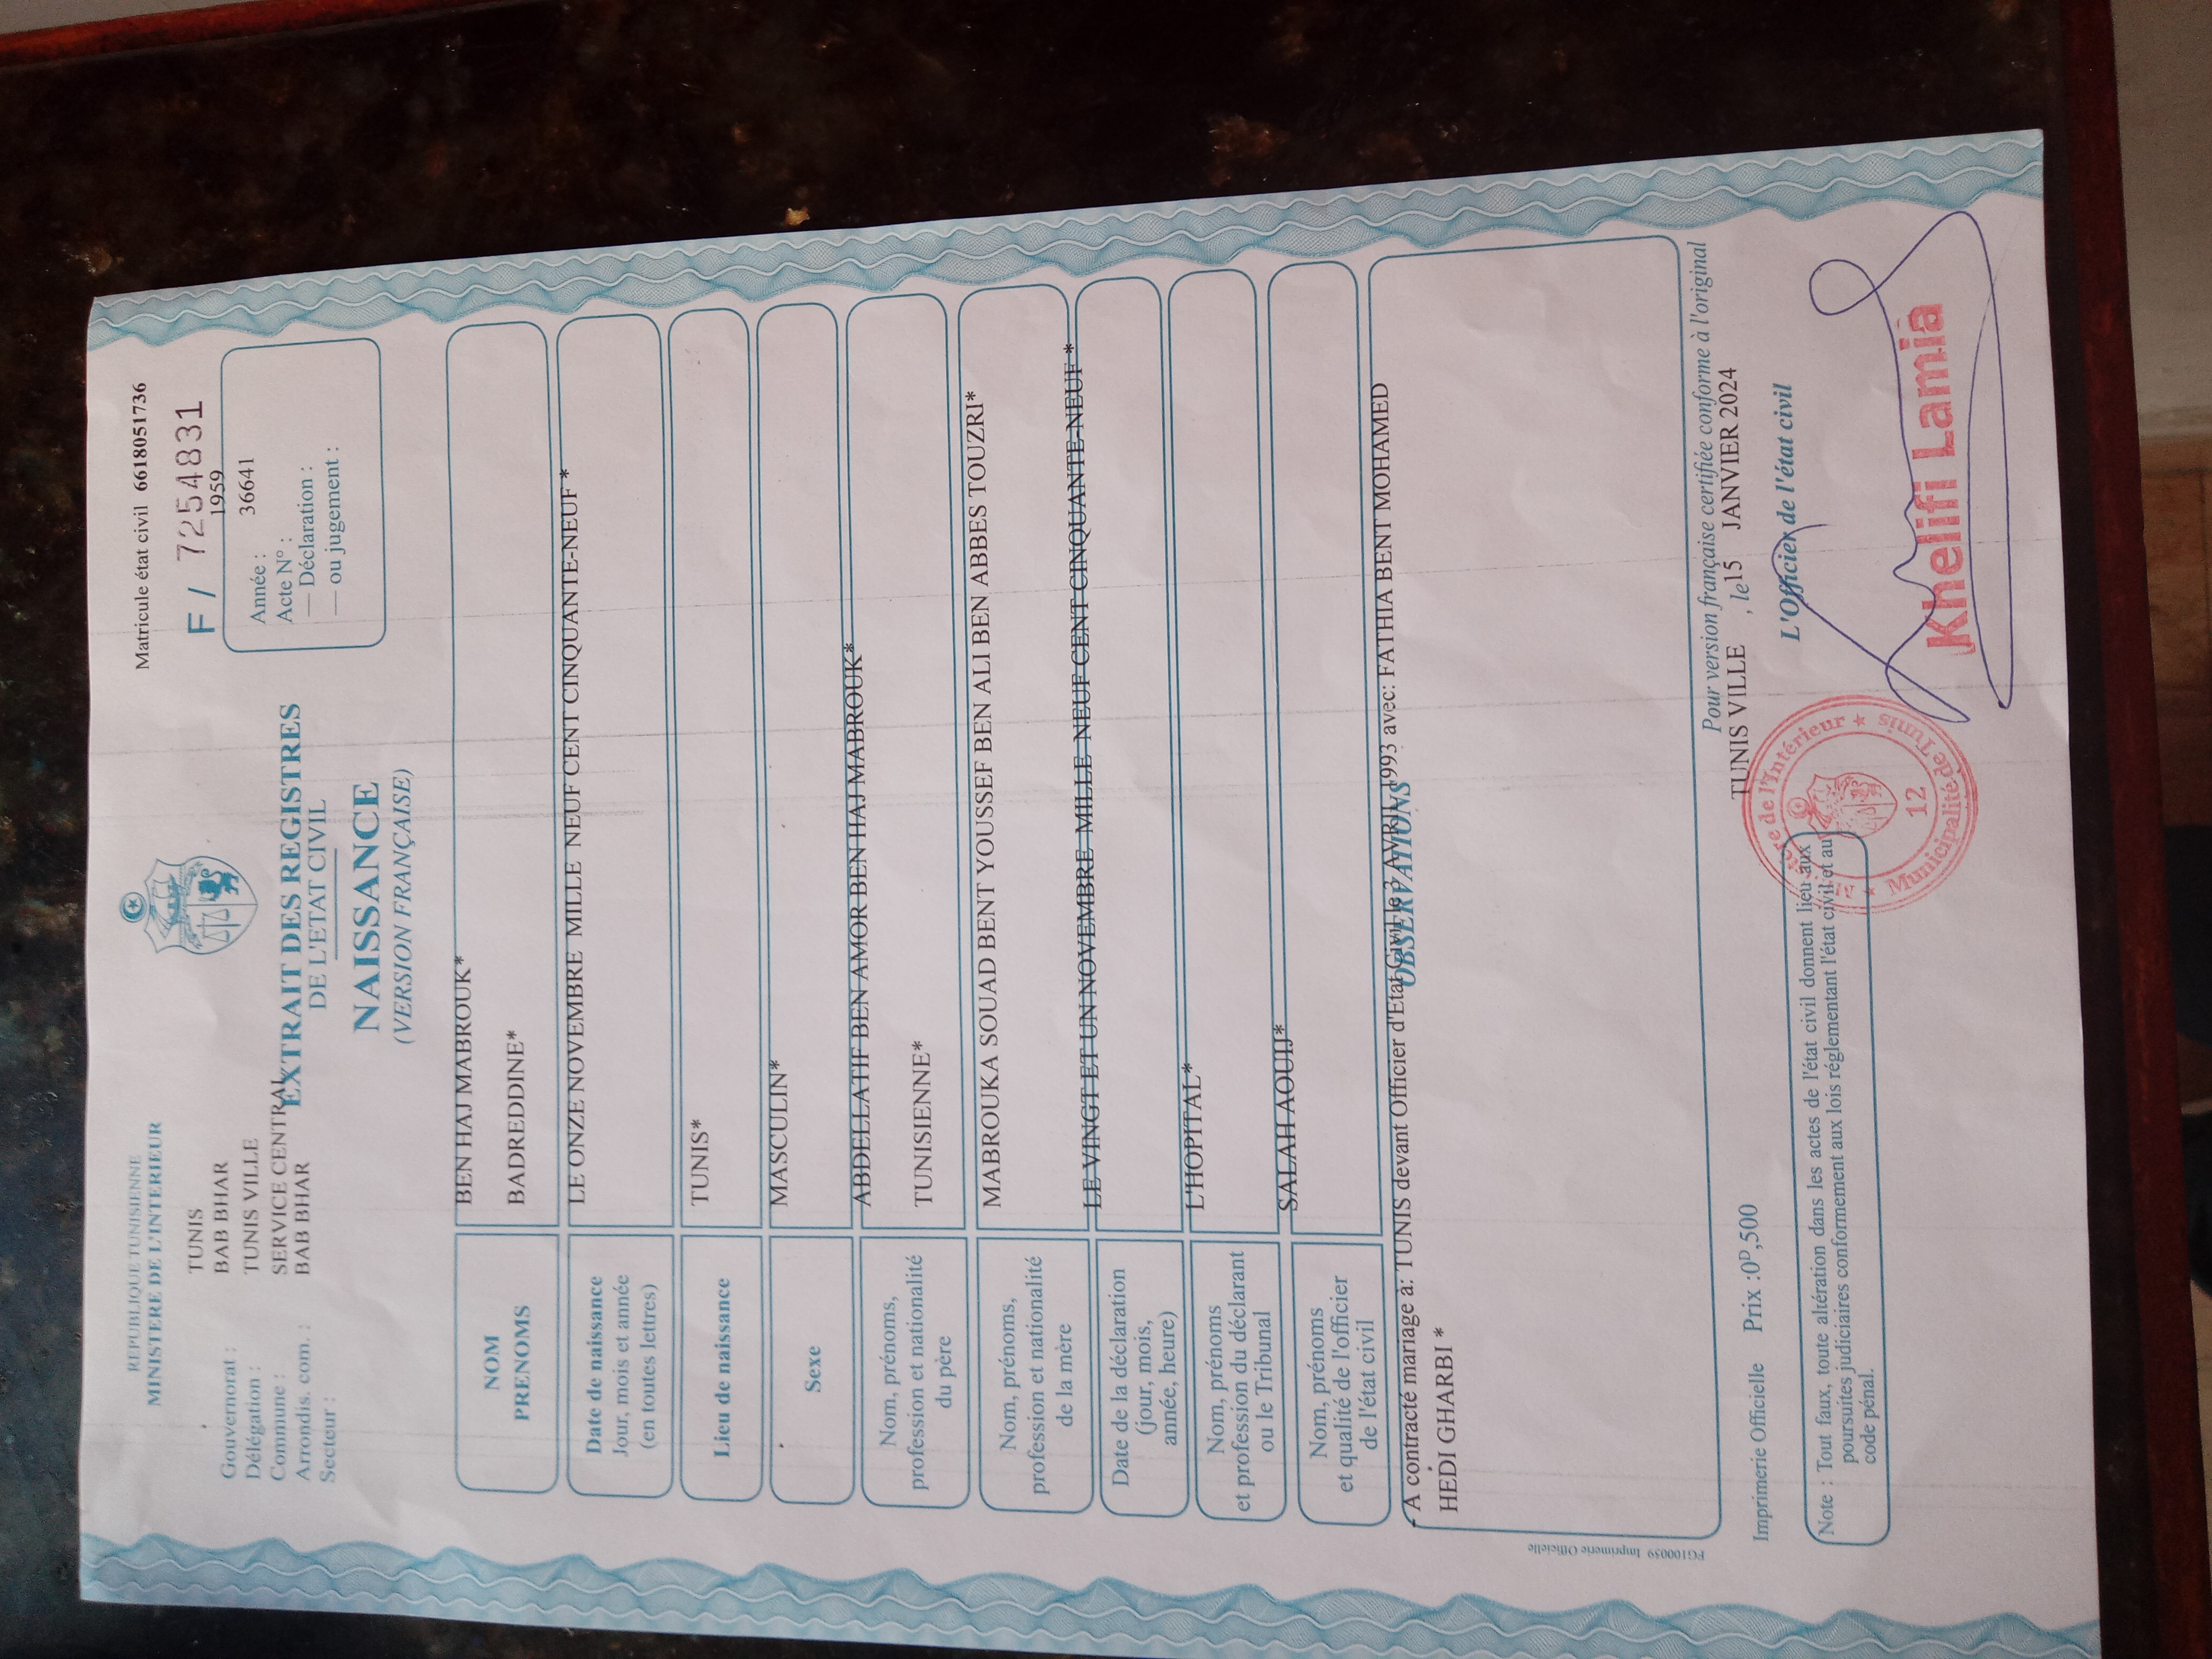 REPUBLIQUE TUNISIENNE
MINISTERE DE L'INTERIEUR
Gouvernorat : TUNIS
Délégation : BAB BHAR
Commune : TUNIS VILLE
Arrondis. com. : SERVICE CENTRAL
Secteur : BAB BHAR
EXTRAIT DES REGISTRES
DE L'ETAT CIVIL
NAISSANCE
(VERSION FRANÇAISE)
Matricule état civil 6618051736
F / 7254831
Année : 1959
Acte N° : 36641
— Déclaration :
— ou jugement :
NOM BEN HAJ MABROUK*
PRENOMS BADREDDINE*
Date de naissance
Jour, mois et année
(en toutes lettres)
LE ONZE NOVEMBRE MILLE NEUF CENT CINQUANTE-NEUF *
Lieu de naissance TUNIS*
Sexe MASCULIN*
Nom, prénoms,
profession et nationalité
du père
ABDELLATIF BEN AMOR BEN HAJ MABROUK*
TUNISIENNE*
Nom, prénoms,
profession et nationalité
de la mère
MABROUKA SOUAD BENT YOUSSEF BEN ALI BEN ABBES TOUZRI*
Date de la déclaration
(jour, mois,
année, heure)
LE VINGT ET UN NOVEMBRE MILLE NEUF CENT CINQUANTE-NEUF *
Nom, prénoms
et profession du déclarant
ou le Tribunal
L'HOPITAL*
Nom, prénoms
et qualité de l'officier
de l'état civil
SALAH AOUIJ*
OBSERVATIONS
- A contracté mariage à: TUNIS devant Officier d'Etat Civil le 3 AVRIL 1993 avec: FATHIA BENT MOHAMED
HEDI GHARBI *
PG100059 Imprimerie Officielle
Pour version française certifiée conforme à l'original
TUNIS VILLE , le 15 JANVIER 2024
L'Officier de l'état civil
Khelifi Lamia
Imprimerie Officielle Prix :0D,500
Note : Tout faux, toute altération dans les actes de l'état civil donnent lieu aux
poursuites judiciaires conformement aux lois réglementant l'état civil et au
code pénal.
de l'Intérieur
Municipalité de Tunis
12